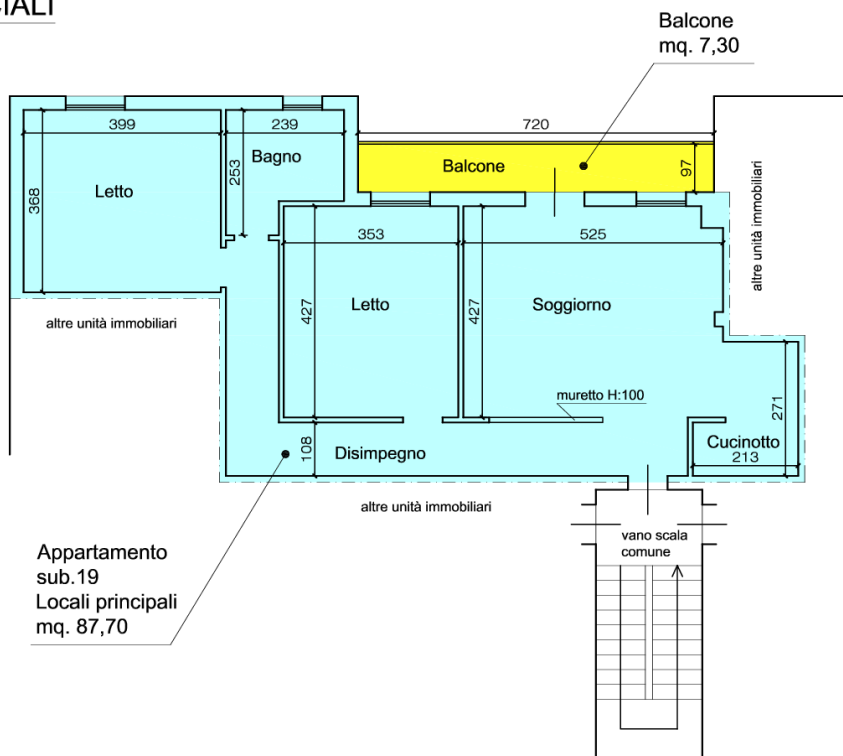 CIALI
Balcone
mq. 7,30
399
239
720
Bagno
253
Balcone
97
368
Letto
altre unità immobiliari
353
525
427
Letto
427
Soggiorno
altre unità immobiliari
muretto H:100
271
108
Disimpegno
Cucinotto
213
altre unità immobiliari
vano scala
comune
Appartamento
sub.19
Locali principali
mq. 87,70